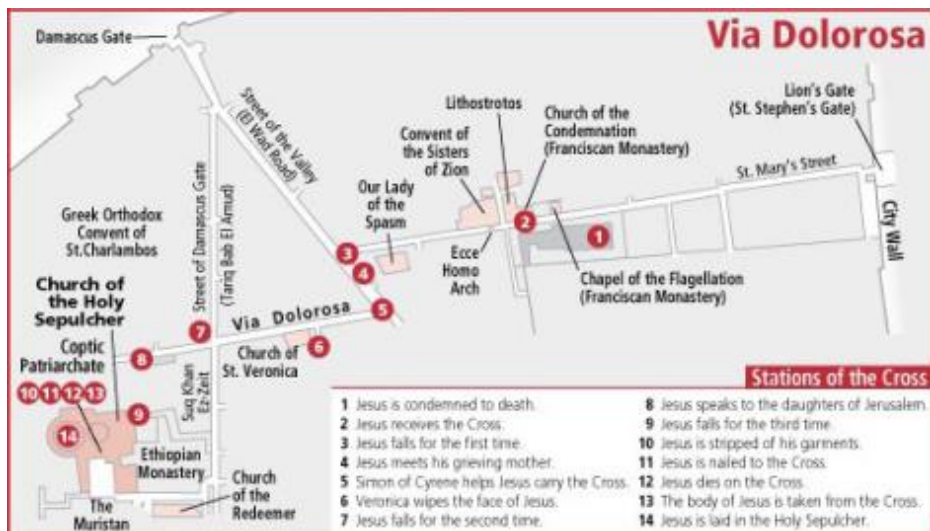 Via Dolorosa
Damascus Gate
Street of the Valley
(El Wad Road)
Lithostrotos
Convent of
the Sisters
of Zion
Church of the
Condemnation
(Franciscan Monastery)
Lion's Gate
(St. Stephen's Gate)
St. Mary's Street
City Wall
Our Lady
of the
Spasm
2
1
Ecce
Homo
Arch
Chapel of the Flagellation
(Franciscan Monastery)
3
4
5
Greek Orthodox
Convent of
St.Charlambos
Street of Damascus Gate
(Tariq Bab El Amud)
Church of
the Holy
Sepulcher
7
Via Dolorosa
6
Church of
St. Veronica
Coptic
Patriarchate
8
10 11 12 13
Suq Khan
Ez-Zeit
9
14
Ethiopian
Monastery
The
Muristan
Church
of the
Redeemer
Stations of the Cross
1 Jesus is condemned to death.
2 Jesus receives the Cross.
3 Jesus falls for the first time.
4 Jesus meets his grieving mother.
5 Simon of Cyrene helps Jesus carry the Cross.
6 Veronica wipes the face of Jesus.
7 Jesus falls for the second time.
8 Jesus speaks to the daughters of Jerusalem.
9 Jesus falls for the third time.
10 Jesus is stripped of his garments.
11 Jesus is nailed to the Cross.
12 Jesus dies on the Cross.
13 The body of Jesus is taken from the Cross.
14 Jesus is laid in the Holy Sepulcher.